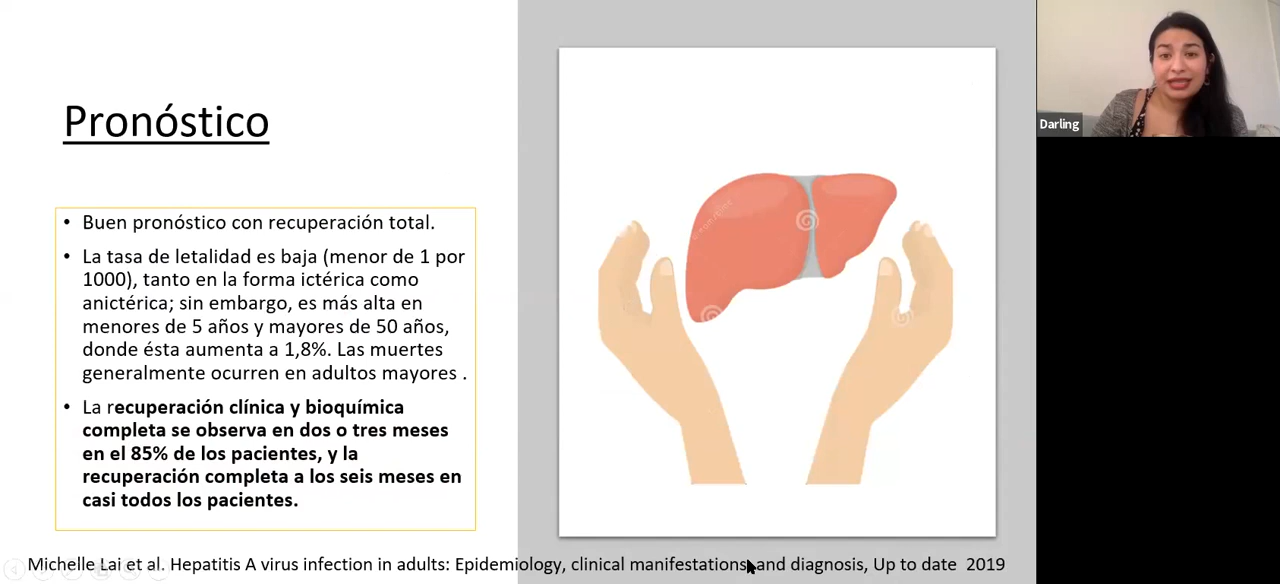 Pronóstico
• Buen pronóstico con recuperación total.
• La tasa de letalidad es baja (menor de 1 por
1000), tanto en la forma ictérica como
anictérica; sin embargo, es más alta en
menores de 5 años y mayores de 50 años,
donde ésta aumenta a 1,8%. Las muertes
generalmente ocurren en adultos mayores .
• La recuperación clínica y bioquímica
completa se observa en dos o tres meses
en el 85% de los pacientes, y la
recuperación completa a los seis meses en
casi todos los pacientes.
Michelle Lai et al. Hepatitis A virus infection in adults: Epidemiology, clinical manifestations, and diagnosis, Up to date 2019
Darling